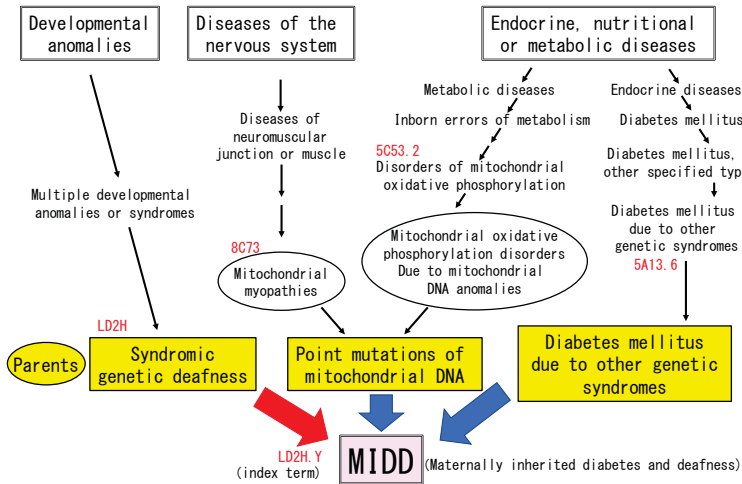 Developmental
anomalies
Diseases of the
nervous system
Endocrine, nutritional
or metabolic diseases
Metabolic diseases
Endocrine diseases
Diseases of
neuromuscular
junction or muscle
Inborn errors of metabolism
Diabetes mellitus
5C53.2
Disorders of mitochondrial
oxidative phosphorylation
Diabetes mellitus,
other specified typ
Multiple developmental
anomalies or syndromes
Diabetes mellitus
due to other
genetic syndromes
5A13.6
8C73
Mitochondrial
myopathies
Mitochondrial oxidative
phosphorylation disorders
Due to mitochondrial
DNA anomalies
LD2H
Parents
Syndromic
genetic deafness
Point mutations of
mitochondrial DNA
Diabetes mellitus
due to other genetic
syndromes
LD2H.Y
(index term)
MIDD
(Maternally inherited diabetes and deafness)